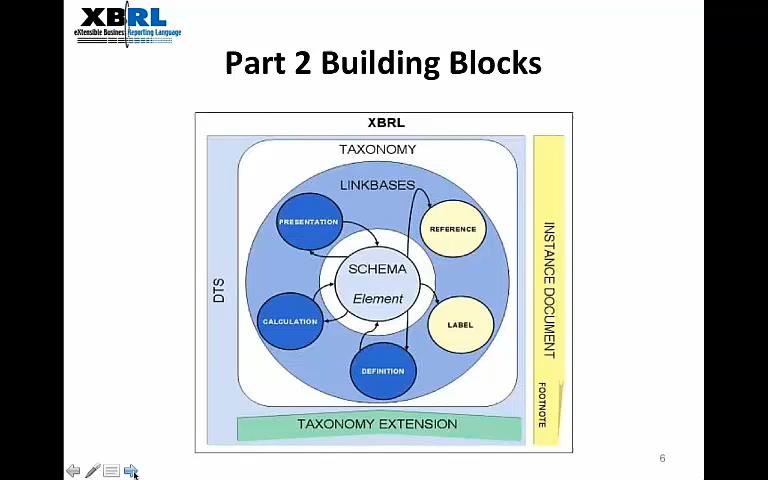 XBRL
eXtensible Business Reporting Language
Part 2 Building Blocks
XBRL
TAXONOMY
LINKBASES
PRESENTATION
REFERENCE
SCHEMA
Element
DTS
INSTANCE DOCUMENT
CALCULATION
LABEL
DEFINITION
FOOTNOTE
TAXONOMY EXTENSION
6